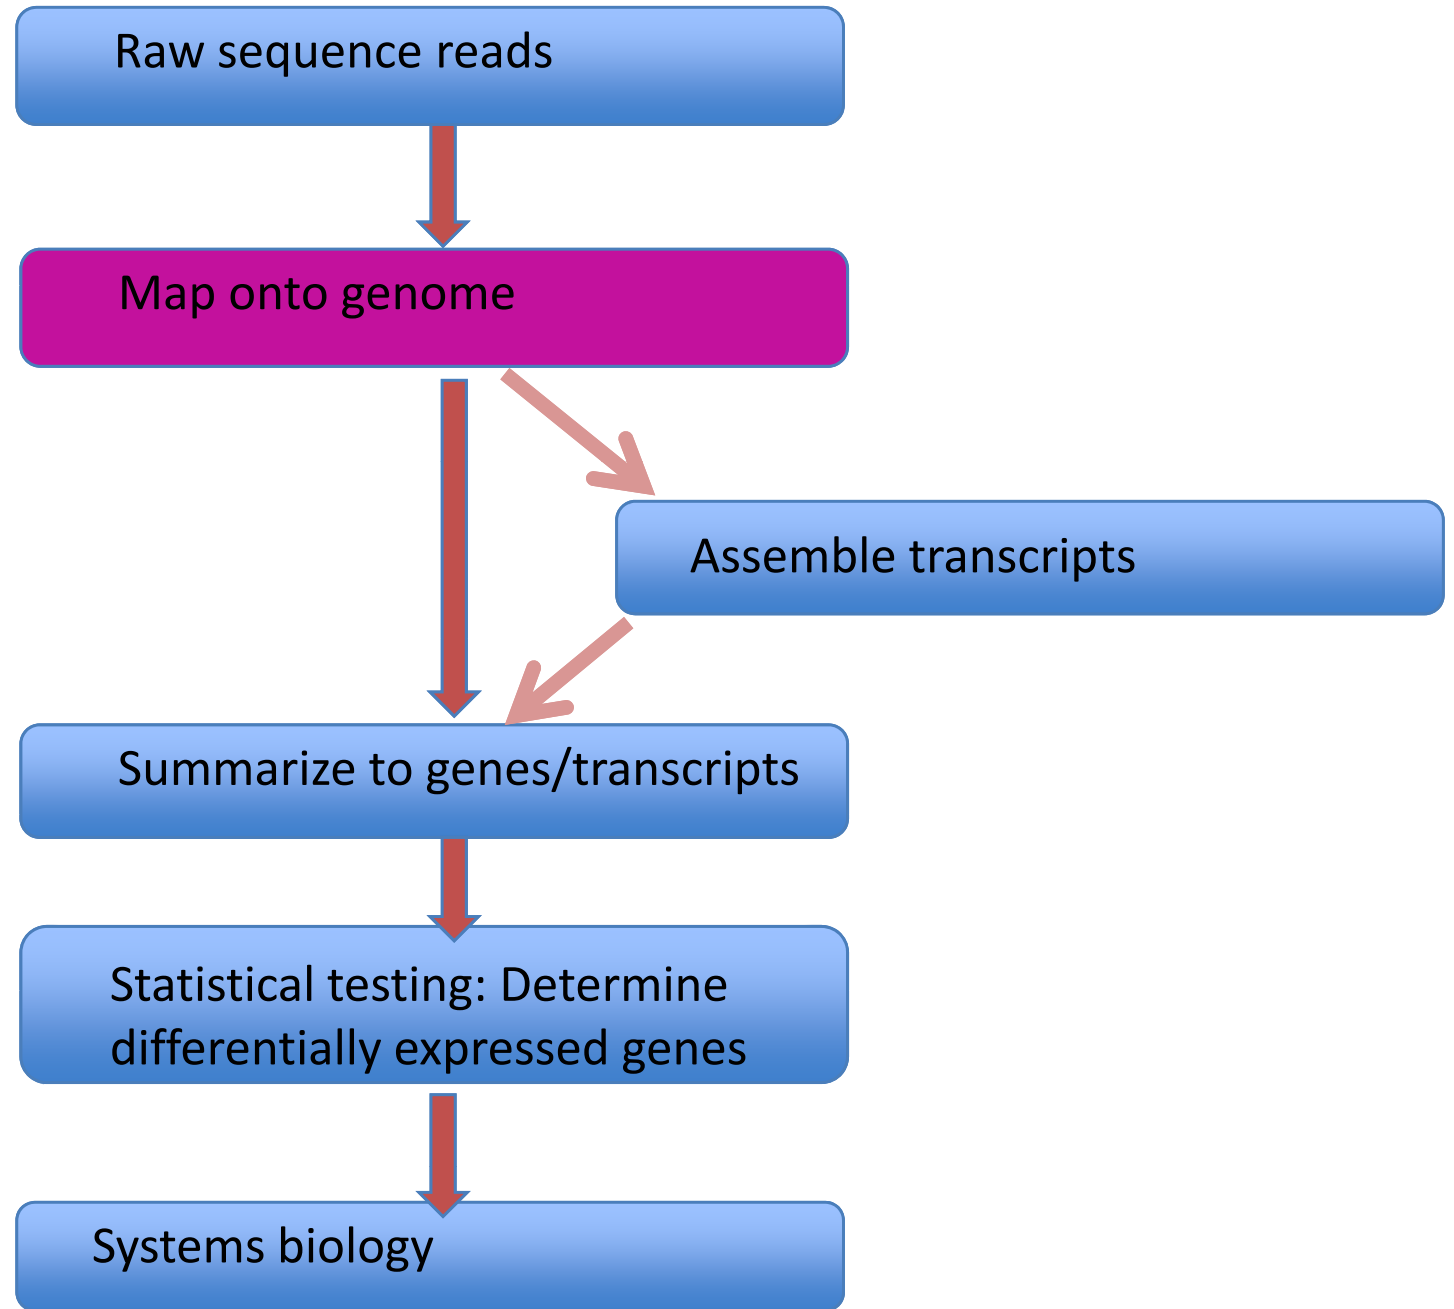 Raw sequence reads
Map onto genome
Assemble transcripts
Summarize to genes/transcripts
Statistical testing: Determine
differentially expressed genes
Systems biology